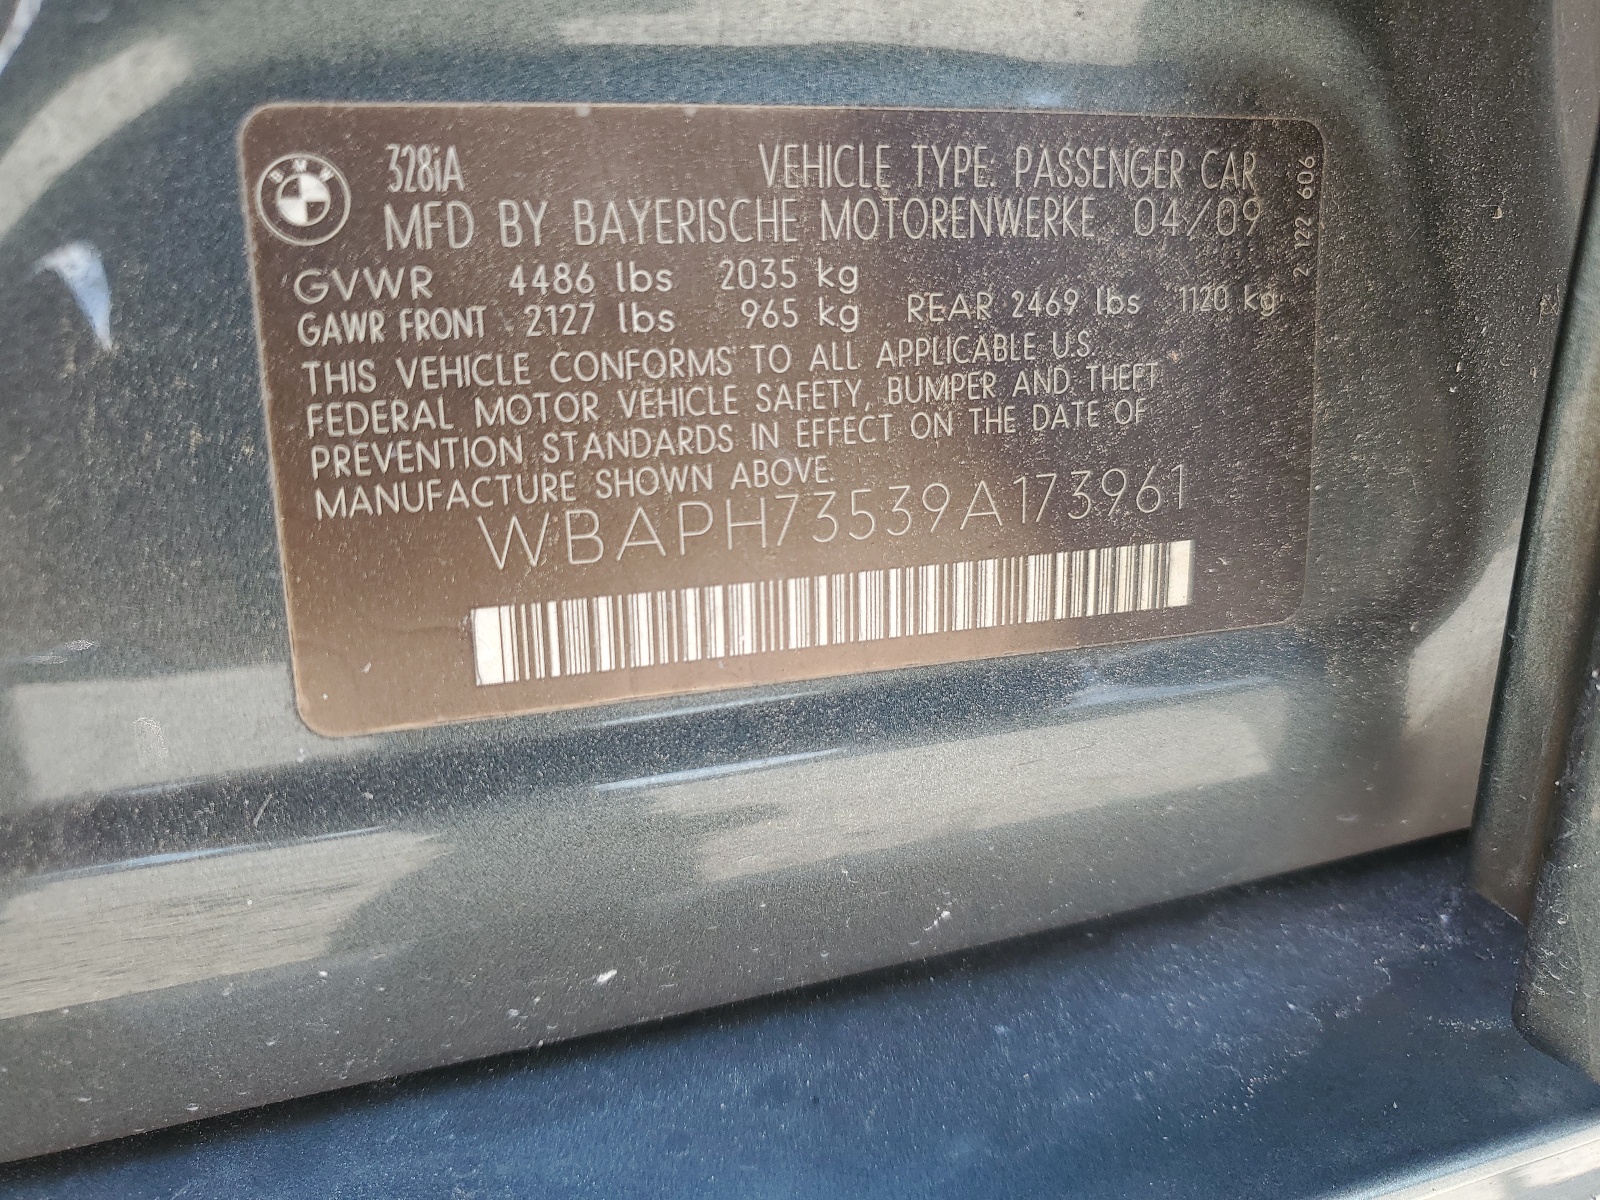 BMW
328iA VEHICLE TYPE: PASSENGER CAR
MFD BY BAYERISCHE MOTORENWERKE 04/09
GVWR 4486 lbs 2035 kg
GAWR FRONT 2127 lbs 965 kg REAR 2469 lbs 1120 kg
THIS VEHICLE CONFORMS TO ALL APPLICABLE U.S.
FEDERAL MOTOR VEHICLE SAFETY, BUMPER AND THEFT
PREVENTION STANDARDS IN EFFECT ON THE DATE OF
MANUFACTURE SHOWN ABOVE.
WBAPH73539A173961
2 122 606